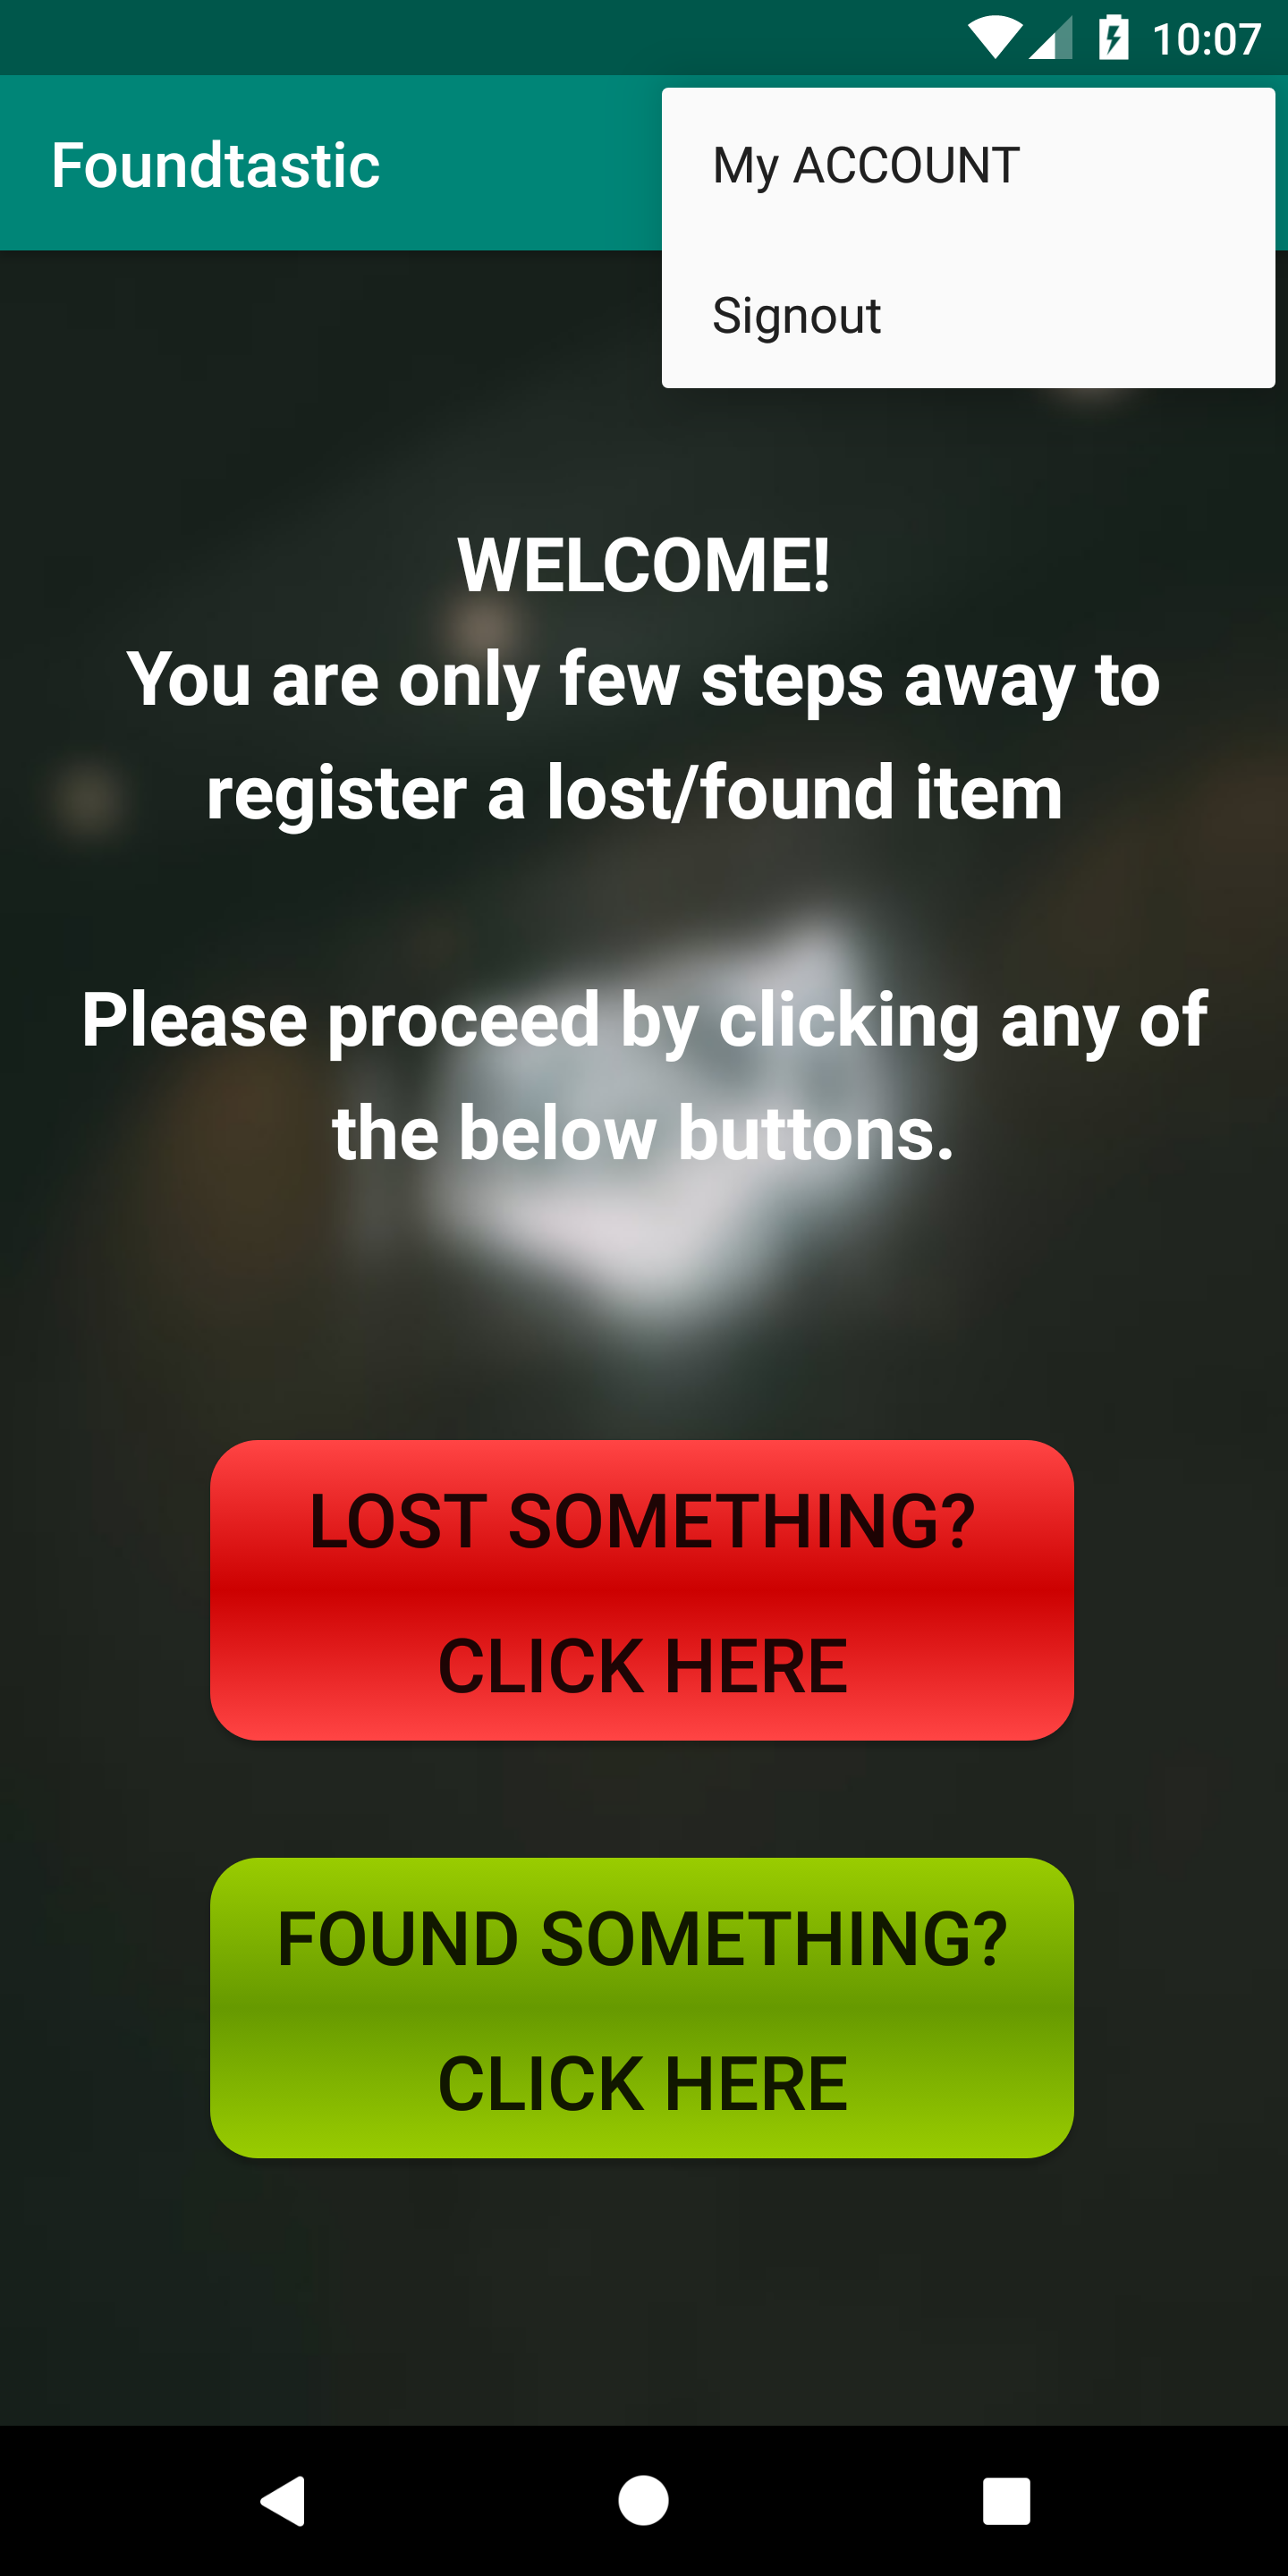 10:07
Foundtastic
My ACCOUNT
Signout
WELCOME!
You are only few steps away to
register a lost/found item
Please proceed by clicking any of
the below buttons.
LOST SOMETHING?
CLICK HERE
FOUND SOMETHING?
CLICK HERE